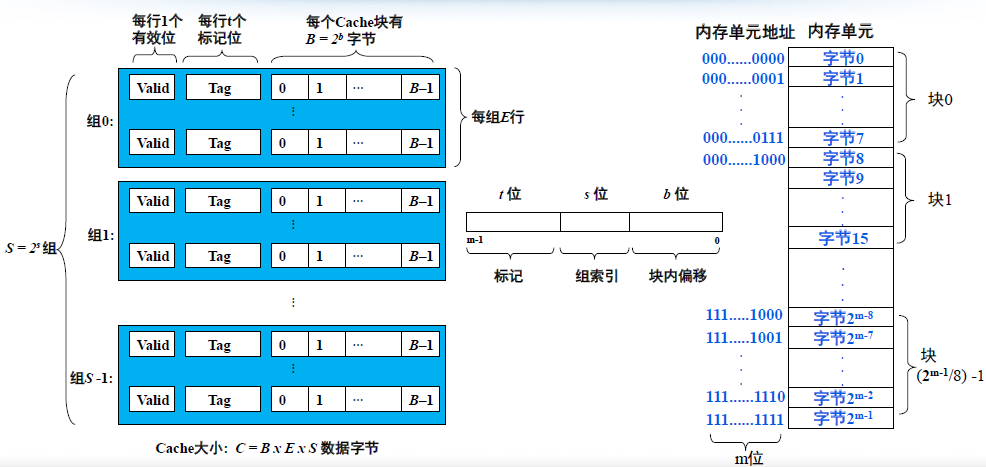 每行1个
有效位
每行t个
标记位
每个Cache块有
B = 2^b 字节
S = 2^s 组
组0:
Valid Tag 0 1 ··· B–1
⋮
Valid Tag 0 1 ··· B–1
每组E行
组1:
Valid Tag 0 1 ··· B–1
⋮
Valid Tag 0 1 ··· B–1
⋮
组S -1:
Valid Tag 0 1 ··· B–1
⋮
Valid Tag 0 1 ··· B–1
Cache大小: C = B x E x S 数据字节
t 位 s 位 b 位
m-1 0
标记 组索引 块内偏移
内存单元地址 内存单元
000......0000 字节0
000......0001 字节1
· ·
· ·
· ·
000......0111 字节7
块0
000......1000 字节8
字节9
·
·
·
字节15
块1
·
·
·
111.....1000 字节2^m-8
111.....1001 字节2^m-7
· ·
· ·
· ·
111......1110 字节2^m-2
111......1111 字节2^m-1
块
(2^m-1/8) -1
m位